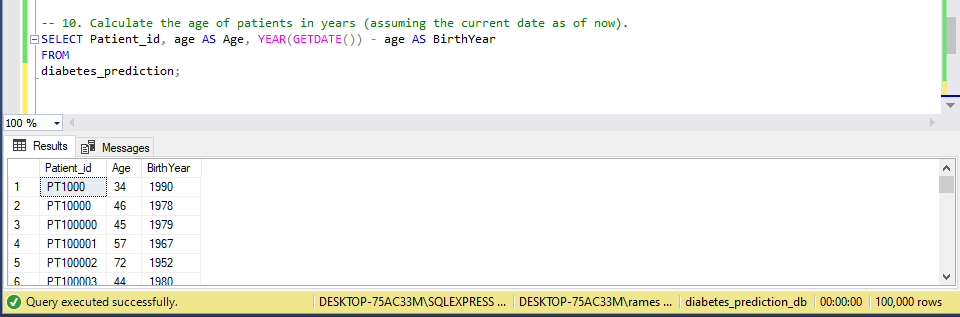 -- 10. Calculate the age of patients in years (assuming the current date as of now).
SELECT Patient_id, age AS Age, YEAR(GETDATE()) - age AS BirthYear
FROM
diabetes_prediction;
100 %
Results Messages
Patient_id Age BirthYear
1 PT1000 34 1990
2 PT10000 46 1978
3 PT100000 45 1979
4 PT100001 57 1967
5 PT100002 72 1952
6 PT100003 44 1980
Query executed successfully. DESKTOP-75AC33M\SQLEXPRESS ... DESKTOP-75AC33M\rames ... diabetes_prediction_db 00:00:00 100,000 rows